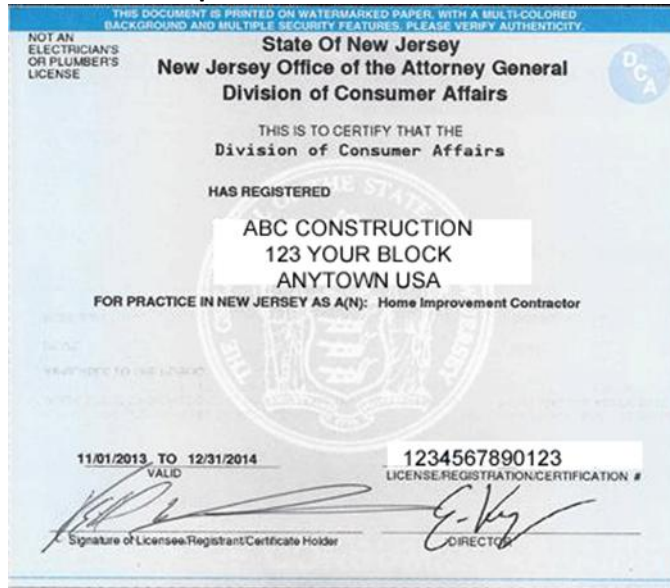 THIS DOCUMENT IS PRINTED ON WATERMARKED PAPER, WITH A MULTI-COLORED
BACKGROUND AND MULTIPLE SECURITY FEATURES. PLEASE VERIFY AUTHENTICITY.
NOT AN
ELECTRICIAN'S
OR PLUMBER'S
LICENSE
State Of New Jersey
New Jersey Office of the Attorney General
Division of Consumer Affairs
DCA
THIS IS TO CERTIFY THAT THE
Division of Consumer Affairs
HAS REGISTERED
ABC CONSTRUCTION
123 YOUR BLOCK
ANYTOWN USA
FOR PRACTICE IN NEW JERSEY AS A(N): Home Improvement Contractor
11/01/2013 TO 12/31/2014
VALID
1234567890123
LICENSE/REGISTRATION/CERTIFICATION #
Signature of Licensee/Registrant/Certificate Holder
DIRECTOR